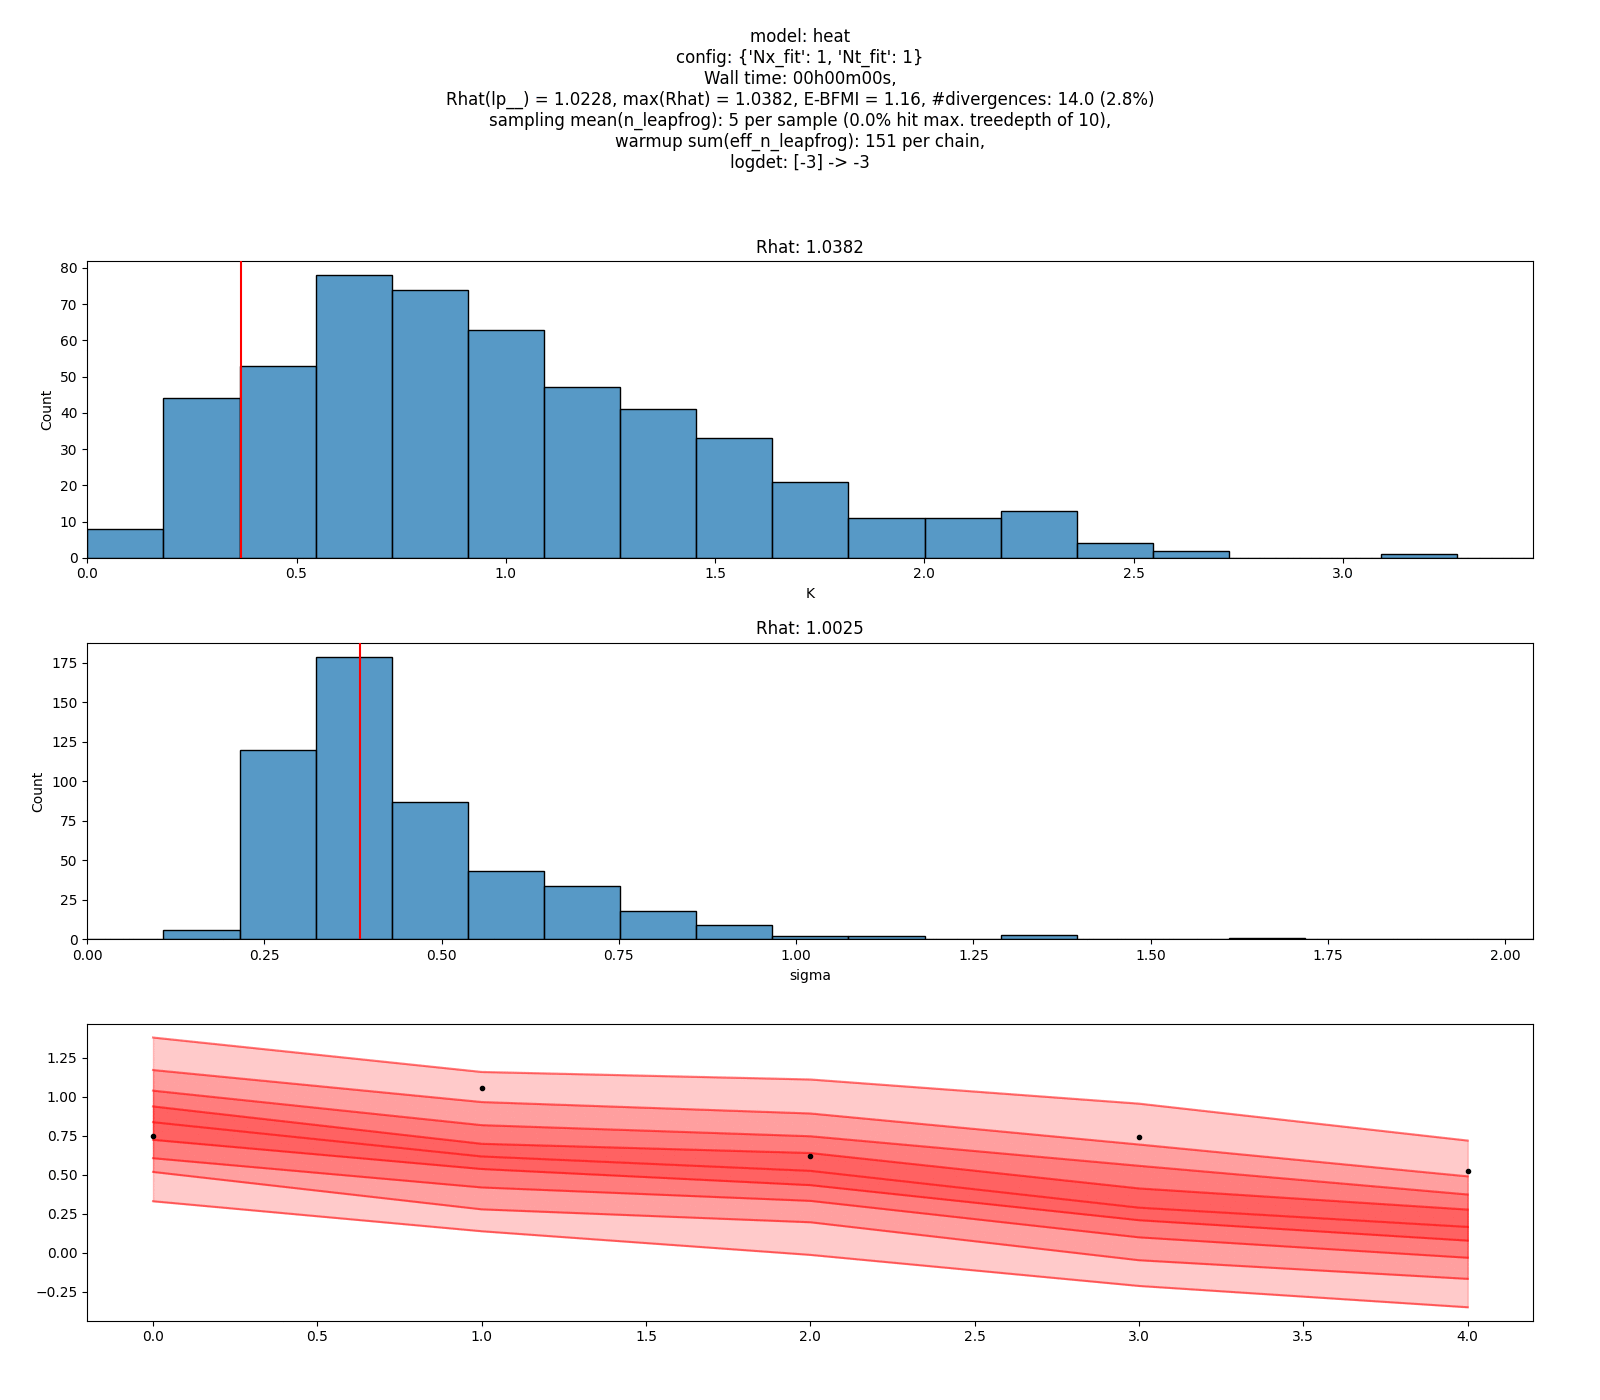 model: heat
config: {'Nx_fit': 1, 'Nt_fit': 1}
Wall time: 00h00m00s,
Rhat(lp__) = 1.0228, max(Rhat) = 1.0382, E-BFMI = 1.16, #divergences: 14.0 (2.8%)
sampling mean(n_leapfrog): 5 per sample (0.0% hit max. treedepth of 10),
warmup sum(eff_n_leapfrog): 151 per chain,
logdet: [-3] -> -3
Rhat: 1.0382
80
70
60
50
40
30
20
10
0
Count
0.0 0.5 1.0 1.5 2.0 2.5 3.0
K
Rhat: 1.0025
175
150
125
100
75
50
25
0
Count
0.00 0.25 0.50 0.75 1.00 1.25 1.50 1.75 2.00
sigma
1.25
1.00
0.75
0.50
0.25
0.00
−0.25
0.0 0.5 1.0 1.5 2.0 2.5 3.0 3.5 4.0